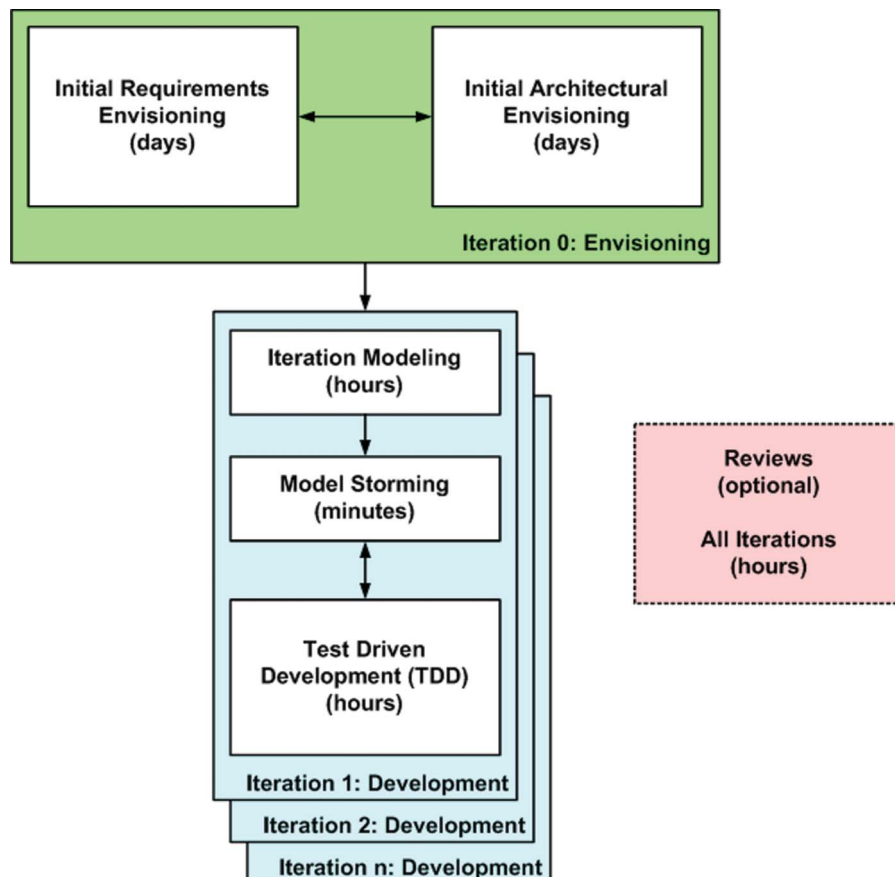 Initial Requirements
Envisioning
(days)
Initial Architectural
Envisioning
(days)
Iteration 0: Envisioning
Iteration Modeling
(hours)
Model Storming
(minutes)
Test Driven
Development (TDD)
(hours)
Iteration 1: Development
Iteration 2: Development
Iteration n: Development
Reviews
(optional)
All Iterations
(hours)